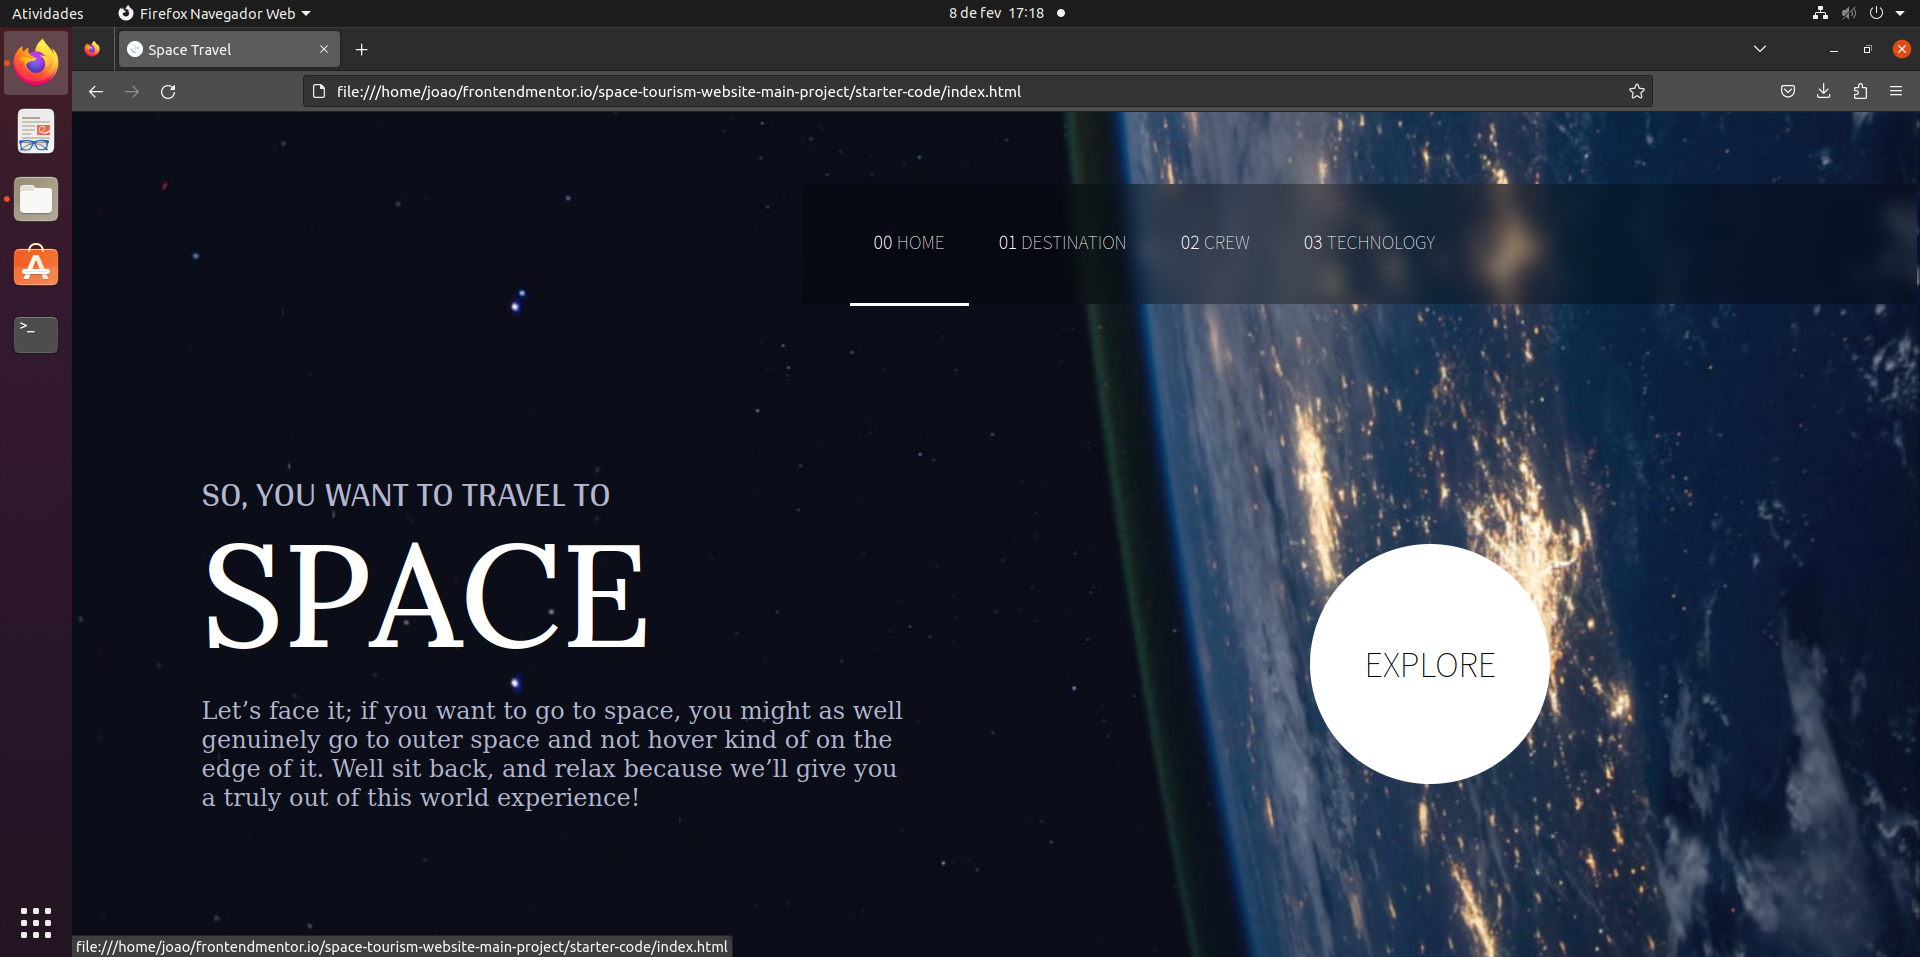 Atividades Firefox Navegador Web 8 de fev 17:18
Space Travel
file:///home/joao/frontendmentor.io/space-tourism-website-main-project/starter-code/index.html
00 HOME 01 DESTINATION 02 CREW 03 TECHNOLOGY
SO, YOU WANT TO TRAVEL TO
SPACE
Let’s face it; if you want to go to space, you might as well
genuinely go to outer space and not hover kind of on the
edge of it. Well sit back, and relax because we’ll give you
a truly out of this world experience!
EXPLORE
file:///home/joao/frontendmentor.io/space-tourism-website-main-project/starter-code/index.html